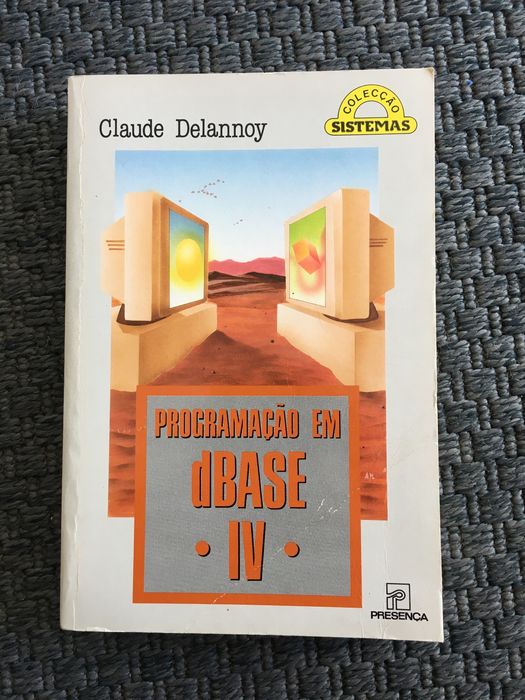 Claude Delannoy
COLECÇÃO
SISTEMAS
PROGRAMAÇÃO EM
dBASE
• IV •
PRESENÇA